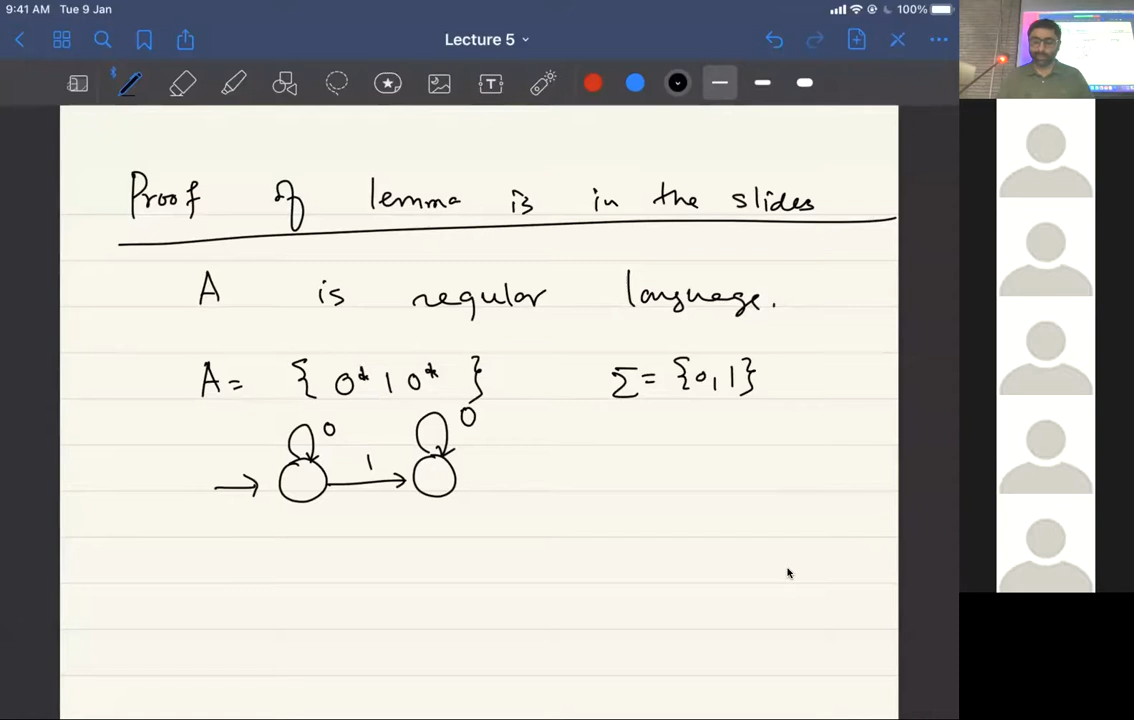 9:41 AM Tue 9 Jan
100%
Lecture 5
T
Proof of lemma is in the slides
A is regular language.
A = { 0* 1 0* } Σ = {0, 1}
0 0
1